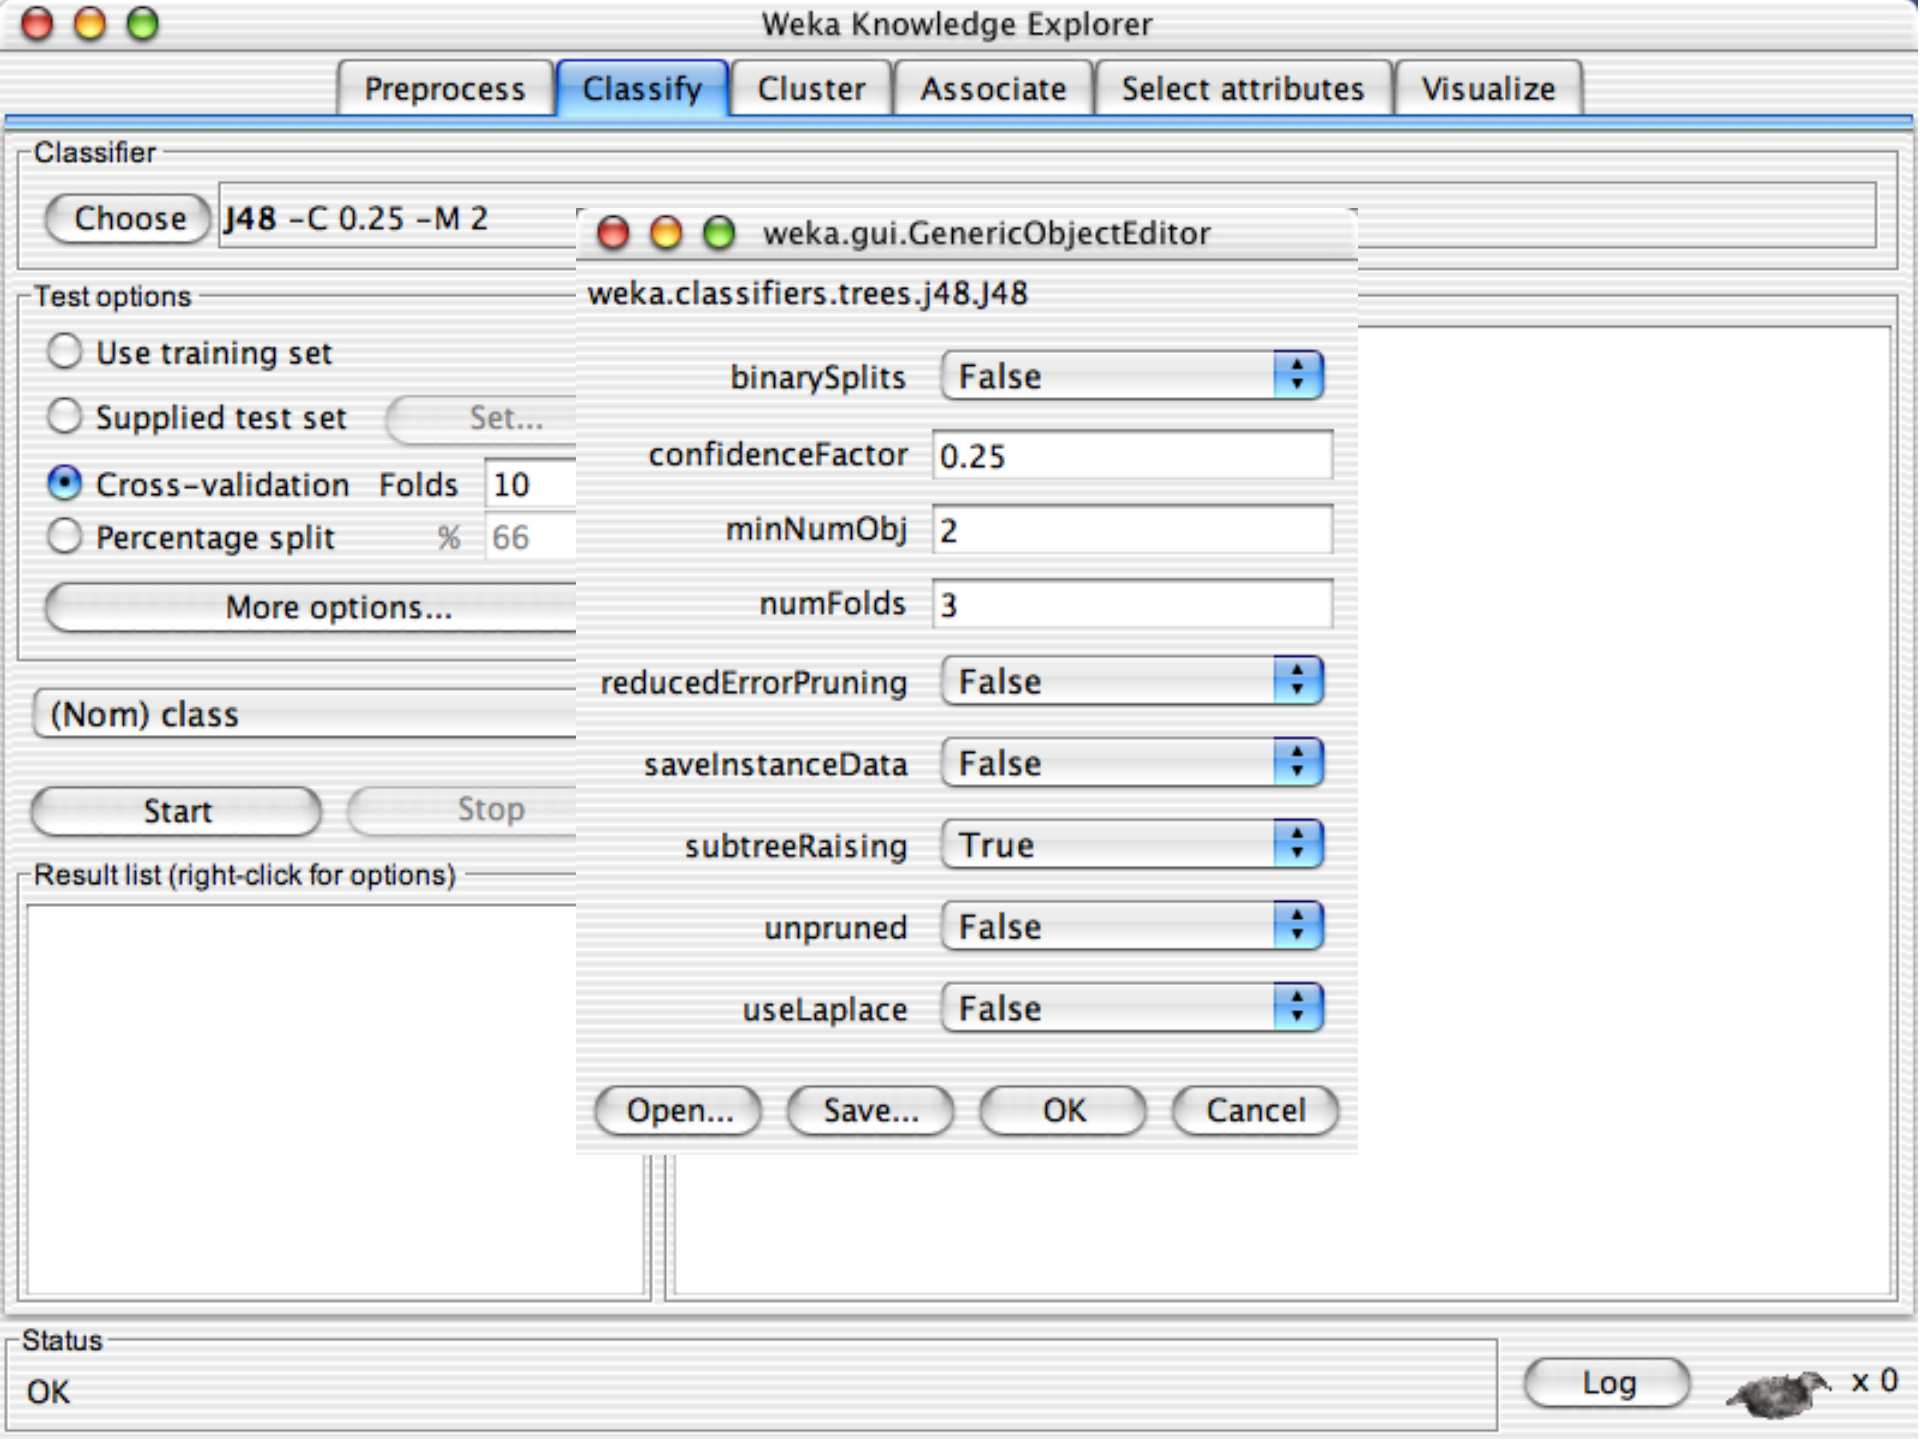 Weka Knowledge Explorer
Preprocess Classify Cluster Associate Select attributes Visualize
Classifier
Choose J48 -C 0.25 -M 2
Test options
Use training set
Supplied test set Set...
Cross-validation Folds 10
Percentage split % 66
More options...
(Nom) class
Start Stop
Result list (right-click for options)
weka.gui.GenericObjectEditor
weka.classifiers.trees.j48.J48
binarySplits False
confidenceFactor 0.25
minNumObj 2
numFolds 3
reducedErrorPruning False
saveInstanceData False
subtreeRaising True
unpruned False
useLaplace False
Open... Save... OK Cancel
Status
OK
Log x 0